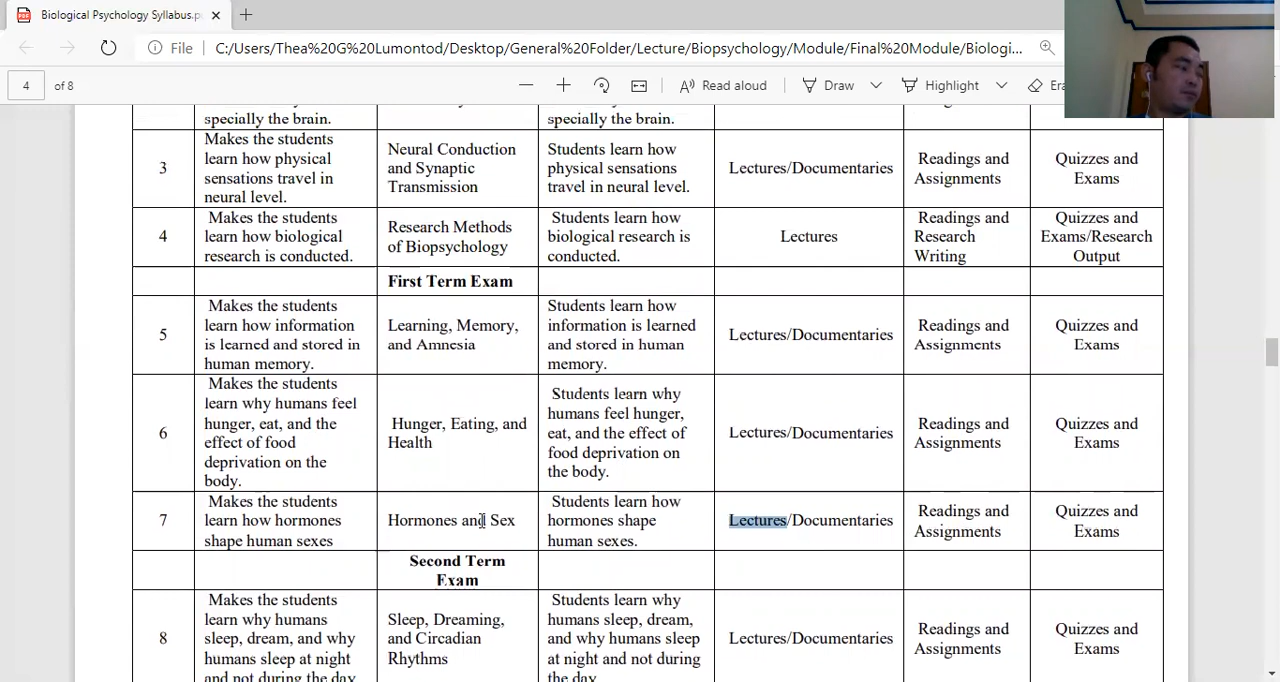 Biological Psychology Syllabus.p
File
C:/Users/Thea%20G%20Lumontod/Desktop/General%20Folder/Lecture/Biopsychology/Module/Final%20Module/Biologi...
4 of 8
Read aloud
Draw
Highlight
specially the brain.
specially the brain.
3
Makes the students
learn how physical
sensations travel in
neural level.
Neural Conduction
and Synaptic
Transmission
Students learn how
physical sensations
travel in neural level.
Lectures/Documentaries
Readings and
Assignments
Quizzes and
Exams
4
Makes the students
learn how biological
research is conducted.
Research Methods
of Biopsychology
Students learn how
biological research is
conducted.
Lectures
Readings and
Research
Writing
Quizzes and
Exams/Research
Output
First Term Exam
5
Makes the students
learn how information
is learned and stored in
human memory.
Learning, Memory,
and Amnesia
Students learn how
information is learned
and stored in human
memory.
Lectures/Documentaries
Readings and
Assignments
Quizzes and
Exams
6
Makes the students
learn why humans feel
hunger, eat, and the
effect of food
deprivation on the
body.
Hunger, Eating, and
Health
Students learn why
humans feel hunger,
eat, and the effect of
food deprivation on
the body.
Lectures/Documentaries
Readings and
Assignments
Quizzes and
Exams
7
Makes the students
learn how hormones
shape human sexes
Hormones and Sex
Students learn how
hormones shape
human sexes.
Lectures/Documentaries
Readings and
Assignments
Quizzes and
Exams
Second Term
Exam
8
Makes the students
learn why humans
sleep, dream, and why
humans sleep at night
and not during the day
Sleep, Dreaming,
and Circadian
Rhythms
Students learn why
humans sleep, dream,
and why humans sleep
at night and not during
the day.
Lectures/Documentaries
Readings and
Assignments
Quizzes and
Exams